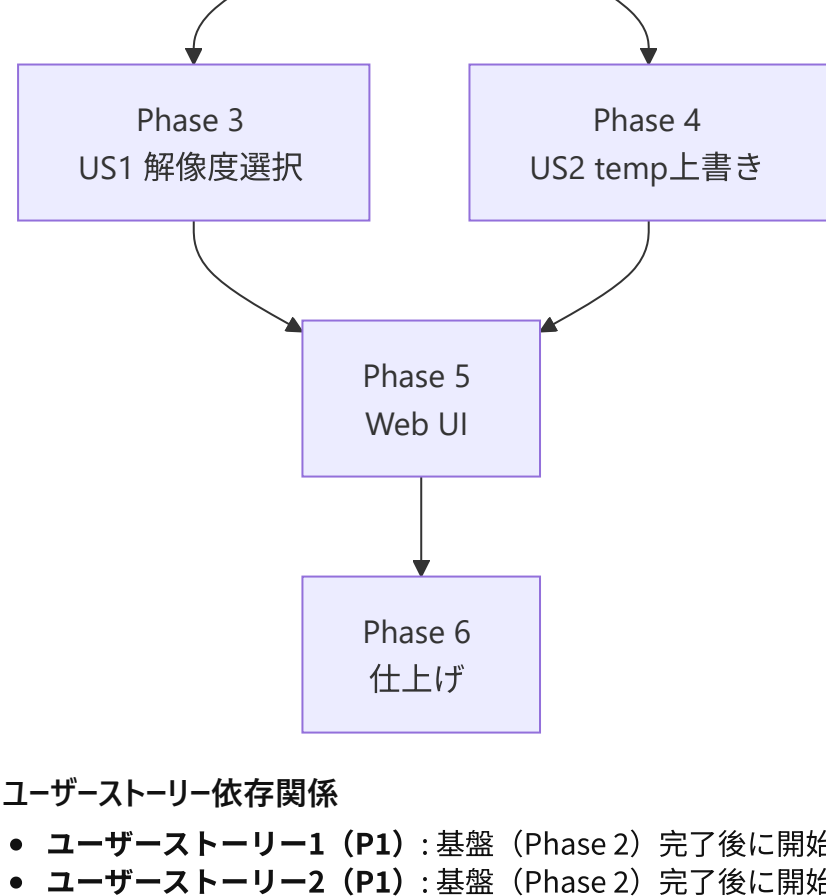 Phase 3
US1 解像度選択
Phase 4
US2 temp上書き
Phase 5
Web UI
Phase 6
仕上げ
ユーザーストーリー依存関係
• ユーザーストーリー1（P1）: 基盤（Phase 2）完了後に開始
• ユーザーストーリー2（P1）: 基盤（Phase 2）完了後に開始